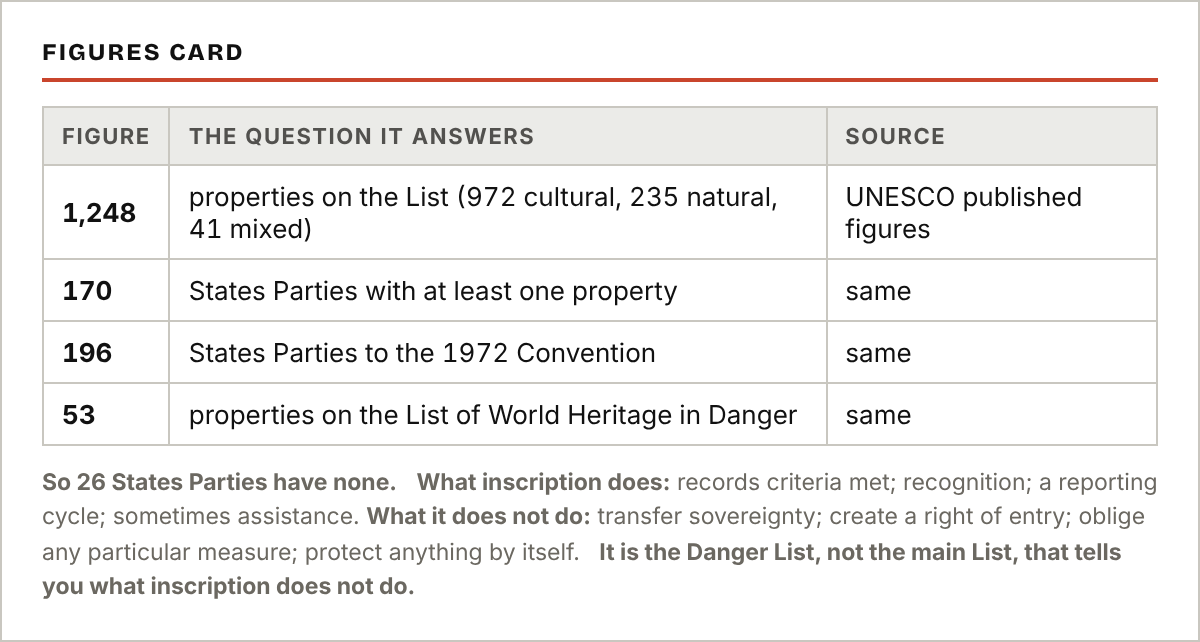 FIGURES CARD
FIGURE THE QUESTION IT ANSWERS SOURCE
1,248 properties on the List (972 cultural, 235 natural, 41 mixed) UNESCO published figures
170 States Parties with at least one property same
196 States Parties to the 1972 Convention same
53 properties on the List of World Heritage in Danger same
So 26 States Parties have none. What inscription does: records criteria met; recognition; a reporting
cycle; sometimes assistance. What it does not do: transfer sovereignty; create a right of entry; oblige
any particular measure; protect anything by itself. It is the Danger List, not the main List, that tells
you what inscription does not do.